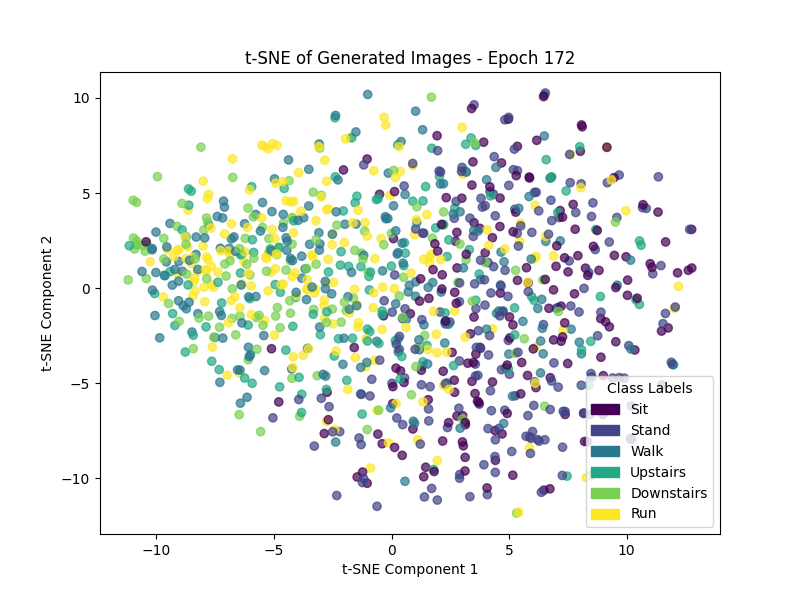 t-SNE of Generated Images - Epoch 172
t-SNE Component 2
10
5
0
−5
−10
−10
−5
0
5
10
t-SNE Component 1
Class Labels
Sit
Stand
Walk
Upstairs
Downstairs
Run